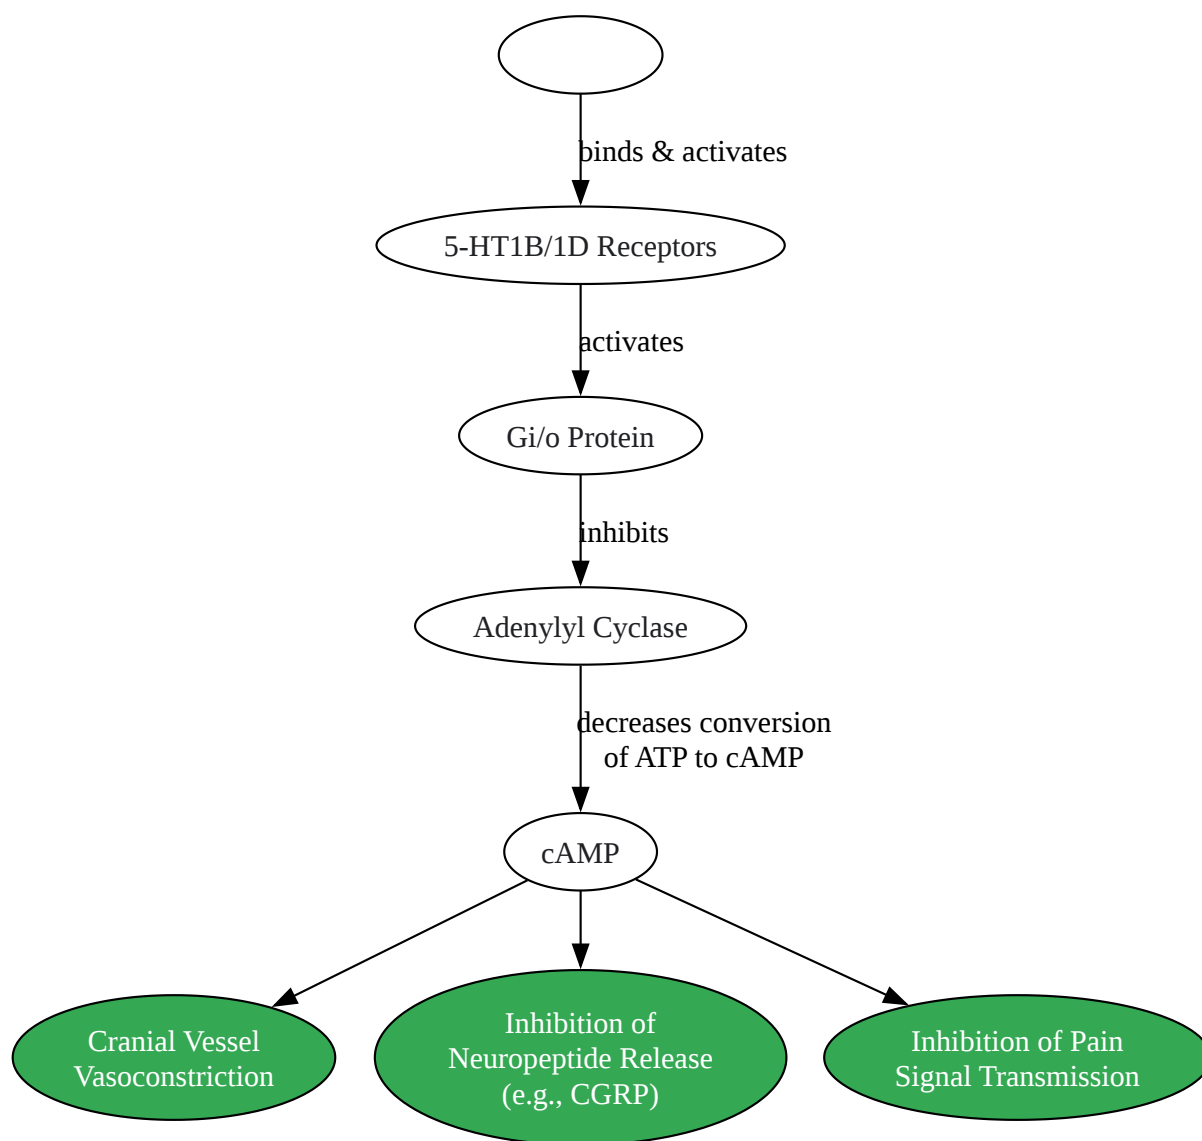 binds & activates
5-HT1B/1D Receptors
activates
Gi/o Protein
inhibits
Adenylyl Cyclase
decreases conversion
of ATP to cAMP
cAMP
Cranial Vessel
Vasoconstriction
Inhibition of
Neuropeptide Release
(e.g., CGRP)
Inhibition of Pain
Signal Transmission